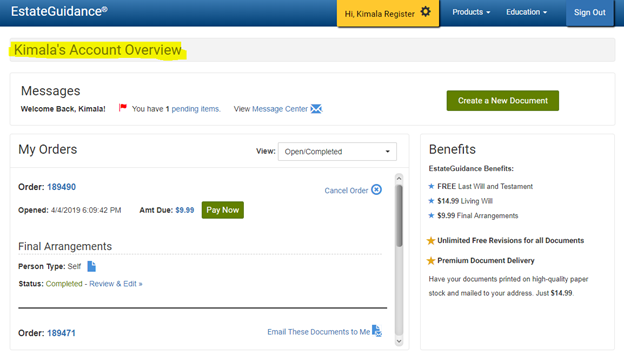 EstateGuidance®
Hi, Kimala Register
Products
Education
Sign Out
Kimala's Account Overview
Messages
Welcome Back, Kimala!
You have 1 pending items.
View Message Center
Create a New Document
My Orders
View:
Open/Completed
Order: 189490
Cancel Order
Opened: 4/4/2019 6:09:42 PM
Amt Due: $9.99
Pay Now
Final Arrangements
Person Type: Self
Status: Completed - Review & Edit »
Order: 189471
Email These Documents to Me
Benefits
EstateGuidance Benefits:
FREE Last Will and Testament
$14.99 Living Will
$9.99 Final Arrangements
Unlimited Free Revisions for all Documents
Premium Document Delivery
Have your documents printed on high-quality paper
stock and mailed to your address. Just $14.99.